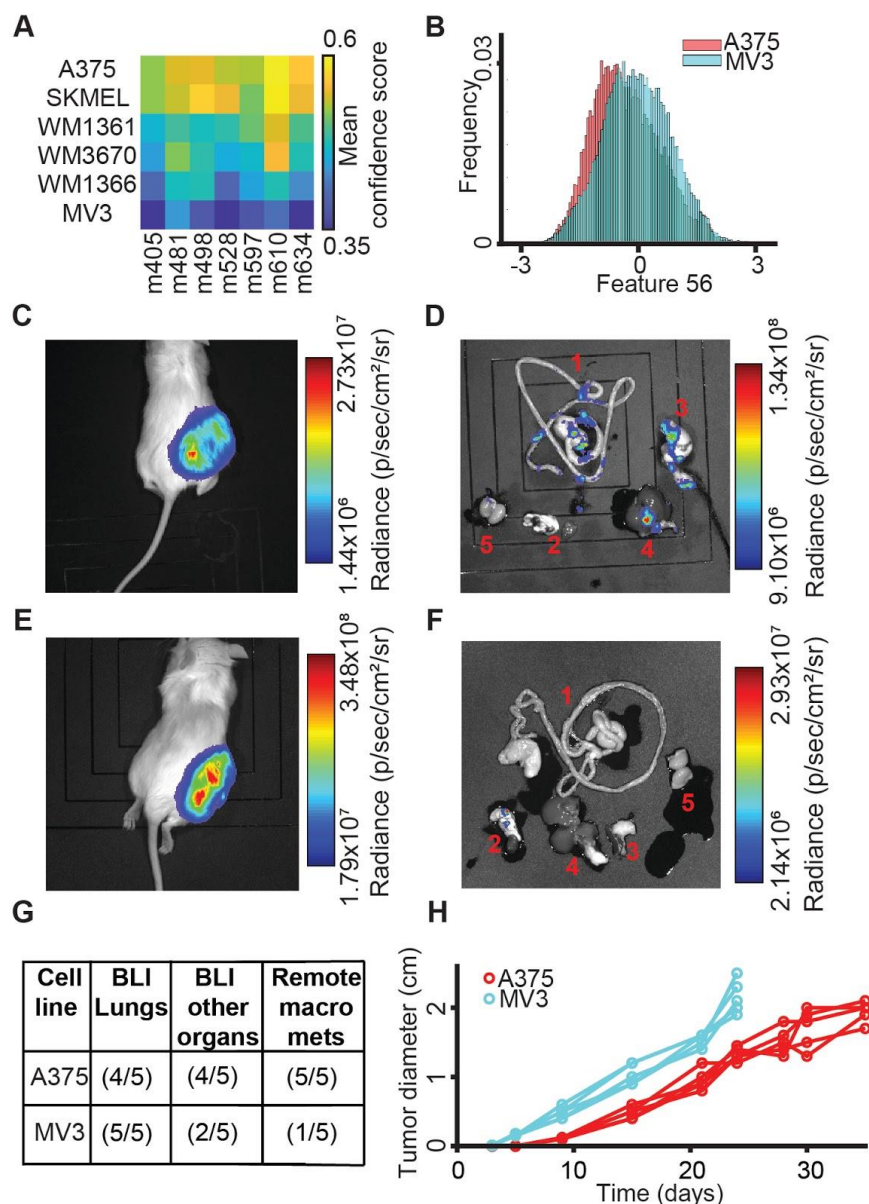 A
0.6
A375
SKMEL
WM1361
WM3670
WM1366
MV3
m405
m481
m498
m528
m597
m610
m634
0.35
Mean
confidence score
B
A375
MV3
0.03
0
Frequency
-3
0
3
Feature 56
C
2.73x10⁷
1.44x10⁶
Radiance (p/sec/cm²/sr)
D
1
3
5
2
4
1.34x10⁸
9.10x10⁶
Radiance (p/sec/cm²/sr)
E
3.48x10⁸
1.79x10⁷
Radiance (p/sec/cm²/sr)
F
1
5
2
4
3
2.93x10⁷
2.14x10⁶
Radiance (p/sec/cm²/sr)
G
Cell line
BLI Lungs
BLI other organs
Remote macro mets
A375 (4/5) (4/5) (5/5)
MV3 (5/5) (2/5) (1/5)
H
A375
MV3
2
1
0
Tumor diameter (cm)
0
10
20
30
Time (days)